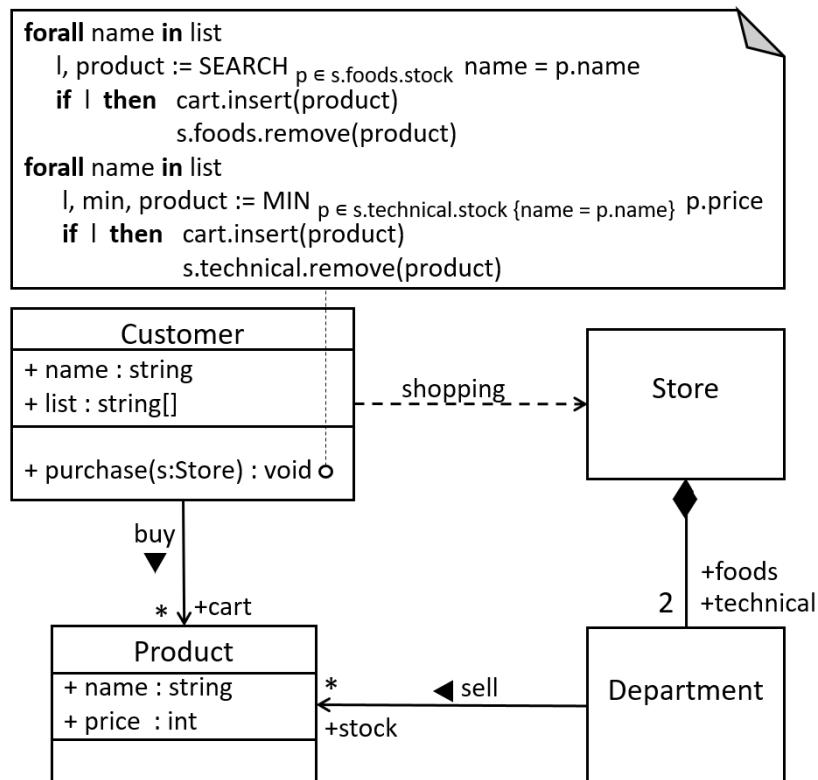 forall name in list
l, product := SEARCH p ∈ s.foods.stock name = p.name
if l then cart.insert(product)
s.foods.remove(product)
forall name in list
l, min, product := MIN p ∈ s.technical.stock {name = p.name} p.price
if l then cart.insert(product)
s.technical.remove(product)
Customer
+ name : string
+ list : string[]
+ purchase(s:Store) : void
shopping
Store
buy
* +cart
+foods
2 +technical
Product
+ name : string
+ price : int
*
sell
+stock
Department